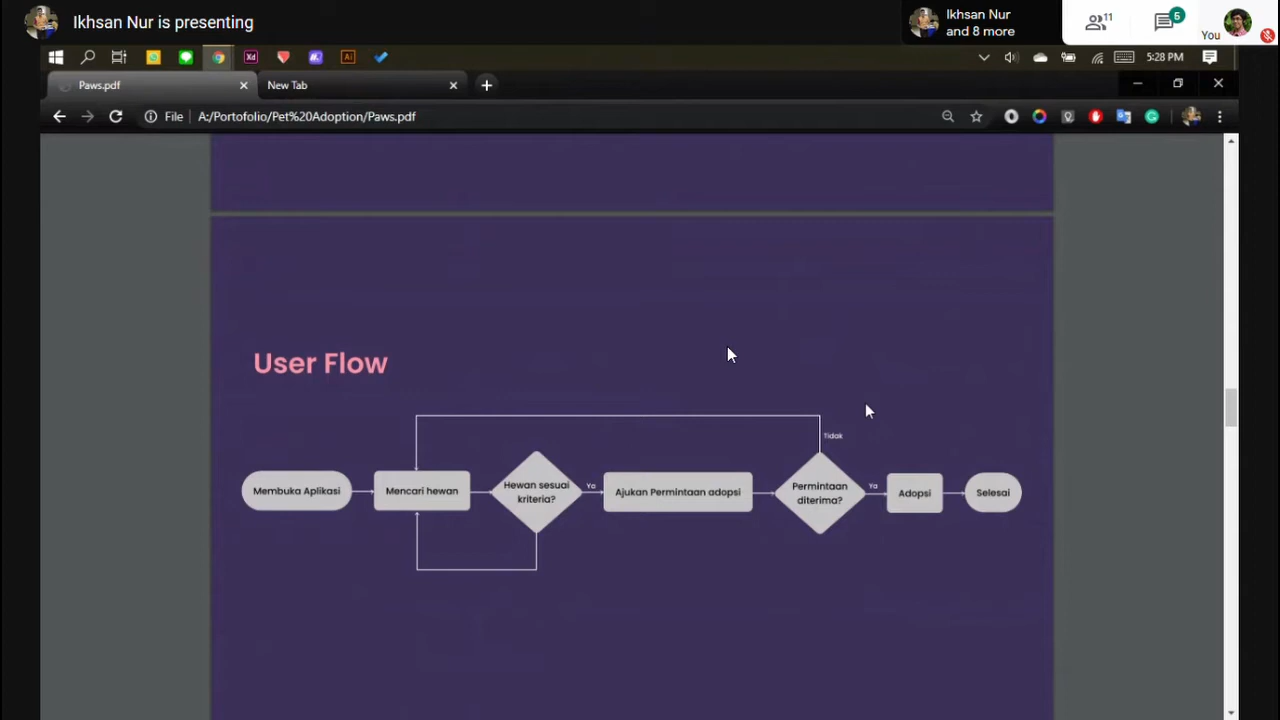 Ikhsan Nur is presenting
Ikhsan Nur
and 8 more
11
5
You
Xd
Ai
5:28 PM
Paws.pdf
New Tab
File
A:/Portofolio/Pet%20Adoption/Paws.pdf
User Flow
Tidak
Membuka Aplikasi
Mencari hewan
Hewan sesuai
kriteria?
Ya
Ajukan Permintaan adopsi
Permintaan
diterima?
Ya
Adopsi
Selesai